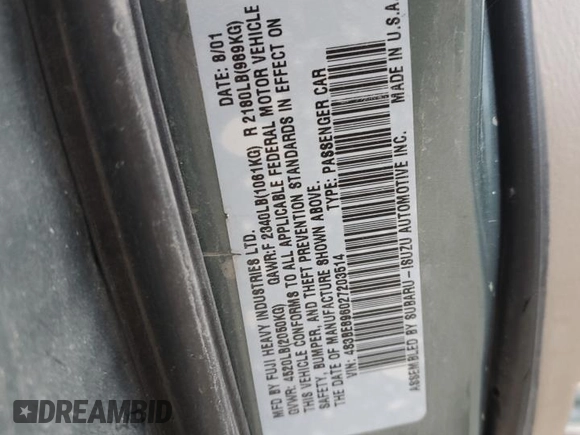 MFD. BY FUJI HEAVY INDUSTRIES LTD. DATE: 8/01
GVWR: 4520LB(2050KG) GAWR:F 2340LB(1061KG) R 2180LB(989KG)
THIS VEHICLE CONFORMS TO ALL APPLICABLE FEDERAL MOTOR VEHICLE
SAFETY, BUMPER, AND THEFT PREVENTION STANDARDS IN EFFECT ON
THE DATE OF MANUFACTURE SHOWN ABOVE.
VIN: 4S3BE896027203514 TYPE: PASSENGER CAR
ASSEMBLED BY SUBARU-ISUZU AUTOMOTIVE INC. MADE IN U.S.A.
DREAMBID